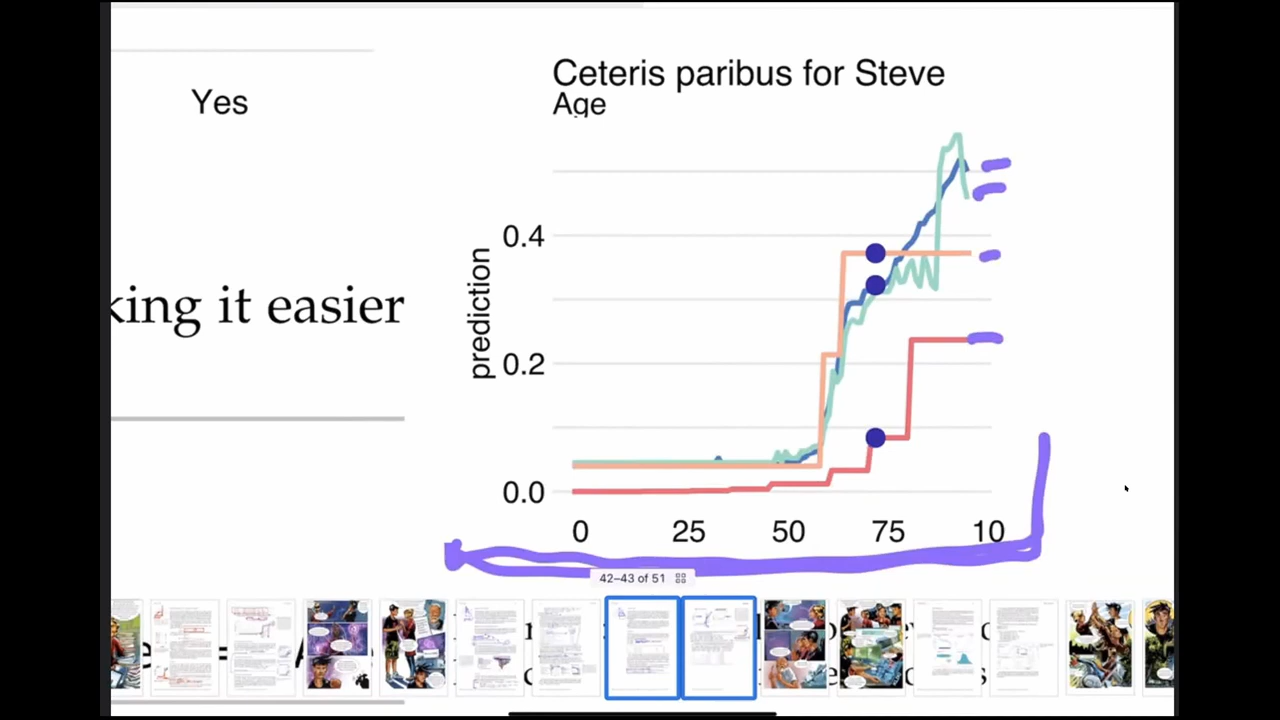 Ceteris paribus for Steve
Age
Yes
king it easier
prediction
0.4
0.2
0.0
0 25 50 75 10
42–43 of 51